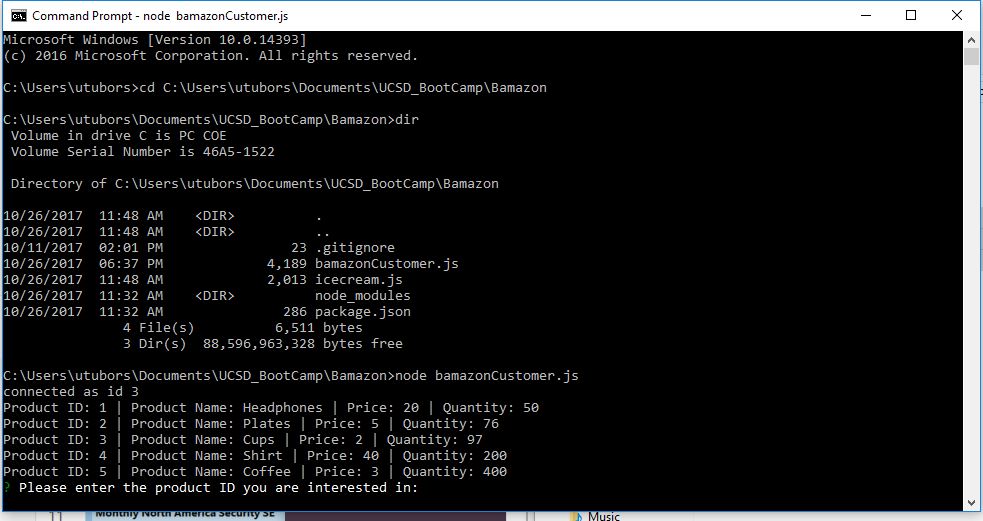 Command Prompt - node  bamazonCustomer.js
Microsoft Windows [Version 10.0.14393]
(c) 2016 Microsoft Corporation. All rights reserved.

C:\Users\utubors>cd C:\Users\utubors\Documents\UCSD_BootCamp\Bamazon

C:\Users\utubors\Documents\UCSD_BootCamp\Bamazon>dir
 Volume in drive C is PC COE
 Volume Serial Number is 46A5-1522

 Directory of C:\Users\utubors\Documents\UCSD_BootCamp\Bamazon

10/26/2017  11:48 AM    <DIR>          .
10/26/2017  11:48 AM    <DIR>          ..
10/11/2017  02:01 PM                23 .gitignore
10/26/2017  06:37 PM             4,189 bamazonCustomer.js
10/26/2017  11:48 AM             2,013 icecream.js
10/26/2017  11:32 AM    <DIR>          node_modules
10/26/2017  11:32 AM               286 package.json
               4 File(s)          6,511 bytes
               3 Dir(s)  88,596,963,328 bytes free

C:\Users\utubors\Documents\UCSD_BootCamp\Bamazon>node bamazonCustomer.js
connected as id 3
Product ID: 1 | Product Name: Headphones | Price: 20 | Quantity: 50
Product ID: 2 | Product Name: Plates | Price: 5 | Quantity: 76
Product ID: 3 | Product Name: Cups | Price: 2 | Quantity: 97
Product ID: 4 | Product Name: Shirt | Price: 40 | Quantity: 200
Product ID: 5 | Product Name: Coffee | Price: 3 | Quantity: 400
? Please enter the product ID you are interested in:
11
Monthly North America Security SE
Music